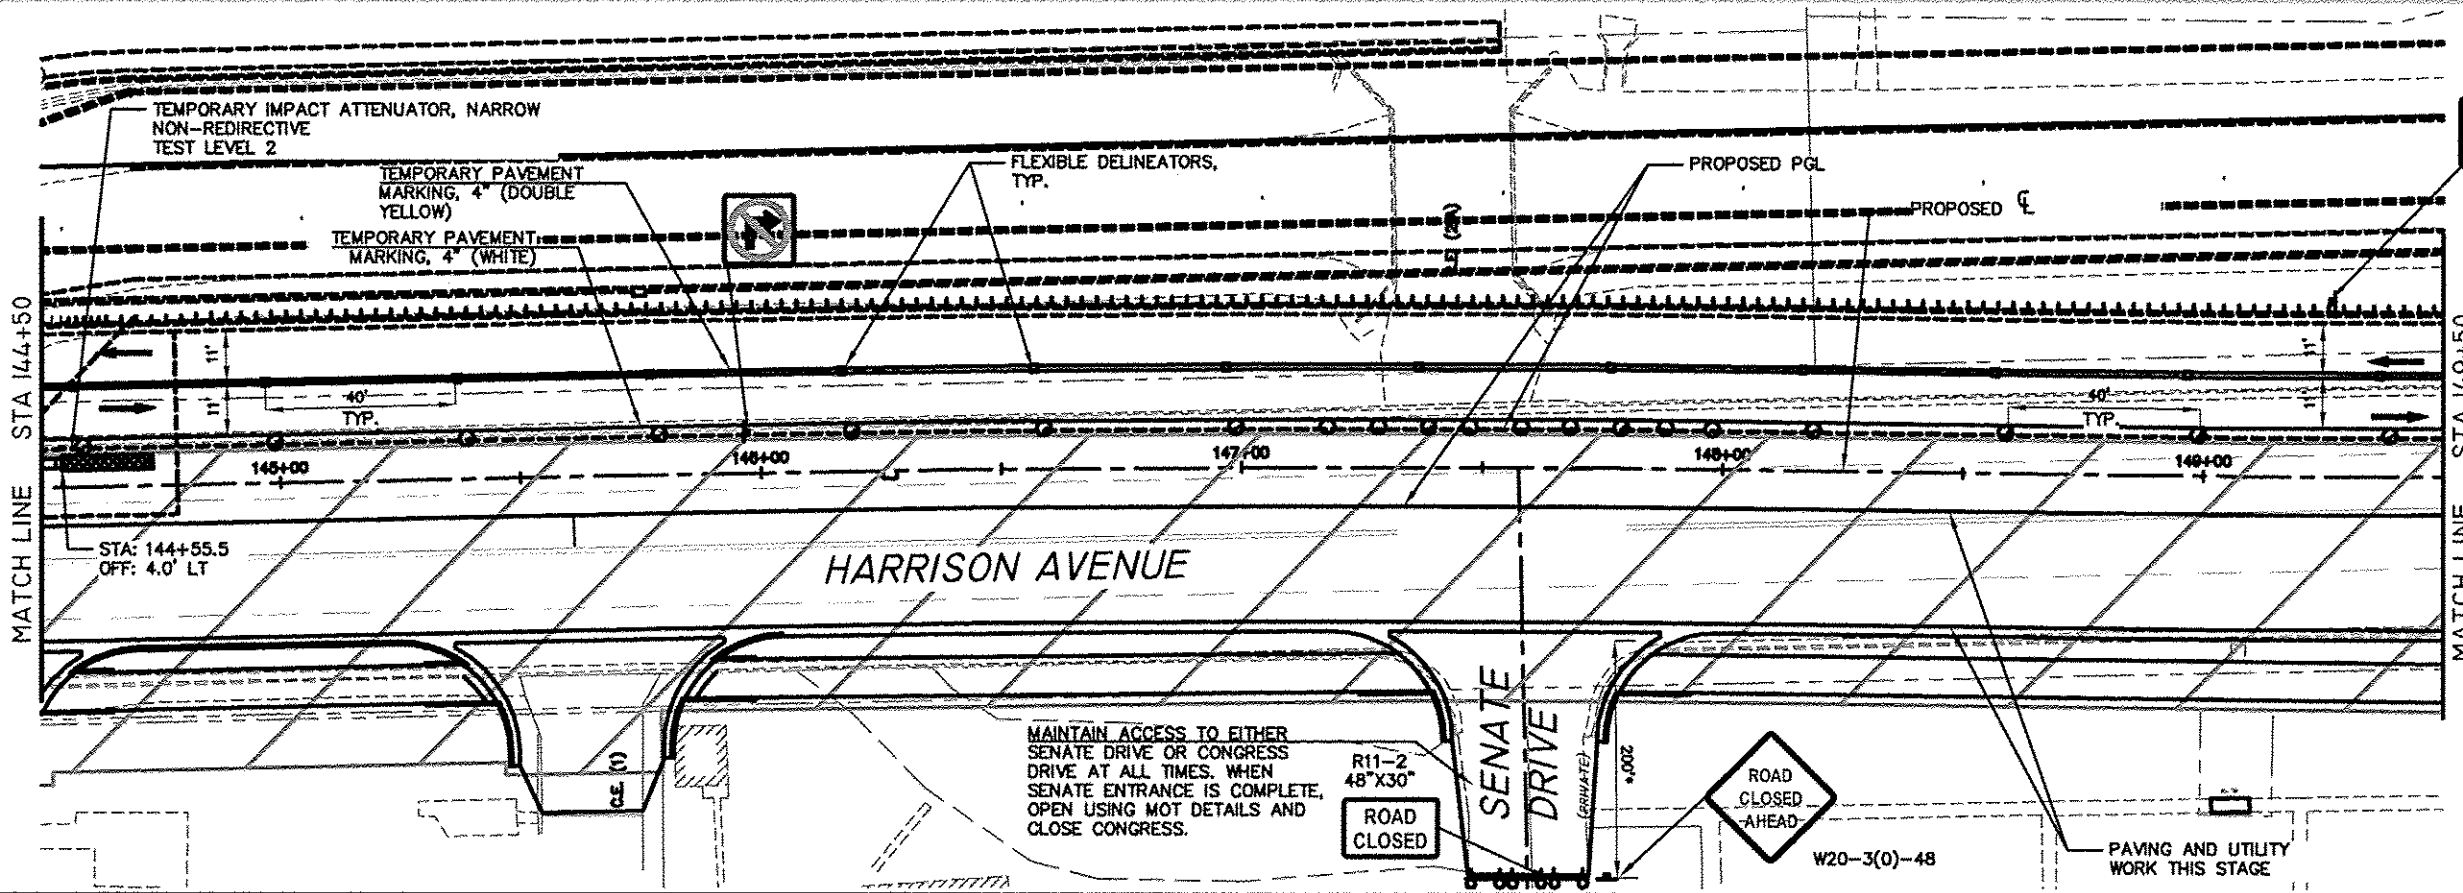 TEMPORARY IMPACT ATTENUATOR, NARROW
NON-REDIRECTIVE
TEST LEVEL 2
TEMPORARY PAVEMENT
MARKING, 4" (DOUBLE
YELLOW)
TEMPORARY PAVEMENT
MARKING, 4" (WHITE)
FLEXIBLE DELINEATORS,
TYP.
PROPOSED PGL
PROPOSED ℄
MATCH LINE STA 144+50
11'
11'
40'
TYP.
11'
11'
40'
TYP.
145+00
146+00
147+00
148+00
149+00
STA: 144+55.5
OFF: 4.0' LT
HARRISON AVENUE
C.E. (1)
MAINTAIN ACCESS TO EITHER
SENATE DRIVE OR CONGRESS
DRIVE AT ALL TIMES. WHEN
SENATE ENTRANCE IS COMPLETE,
OPEN USING MOT DETAILS AND
CLOSE CONGRESS.
R11-2
48"X30"
ROAD
CLOSED
SENATE
DRIVE
(PRIVATE)
200'±
ROAD
CLOSED
AHEAD
W20-3(0)-48
PAVING AND UTILITY
WORK THIS STAGE
MATCH LINE